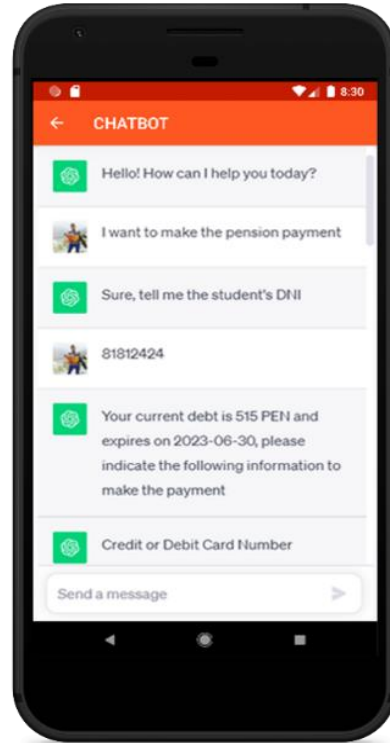 8:30
CHATBOT
Hello! How can I help you today?
I want to make the pension payment
Sure, tell me the student's DNI
81812424
Your current debt is 515 PEN and
expires on 2023-06-30, please
indicate the following information to
make the payment
Credit or Debit Card Number
Send a message